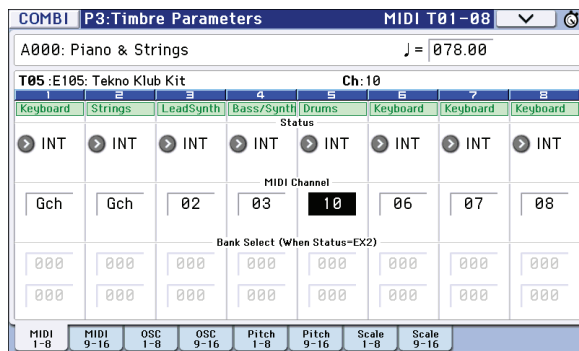 COMBI P3:Timbre Parameters MIDI T01-08
A000: Piano & Strings ♩= 078.00
T05 :E105: Tekno Klub Kit Ch:10
1 2 3 4 5 6 7 8
Keyboard Strings LeadSynth Bass/Synth Drums Keyboard Keyboard Keyboard
Status
INT INT INT INT INT INT INT INT
MIDI Channel
Gch Gch 02 03 10 06 07 08
Bank Select (When Status=EX2)
000 000 000 000 000 000 000 000
000 000 000 000 000 000 000 000
MIDI 1-8 MIDI 9-16 OSC 1-8 OSC 9-16 Pitch 1-8 Pitch 9-16 Scale 1-8 Scale 9-16